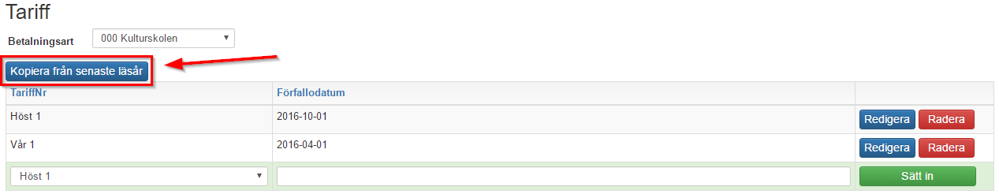 Tariff
Betalningsart 000 Kulturskolen
Kopiera från senaste läsår
TariffNr Förfallodatum
Höst 1 2016-10-01 Redigera Radera
Vår 1 2016-04-01 Redigera Radera
Höst 1 Sätt in